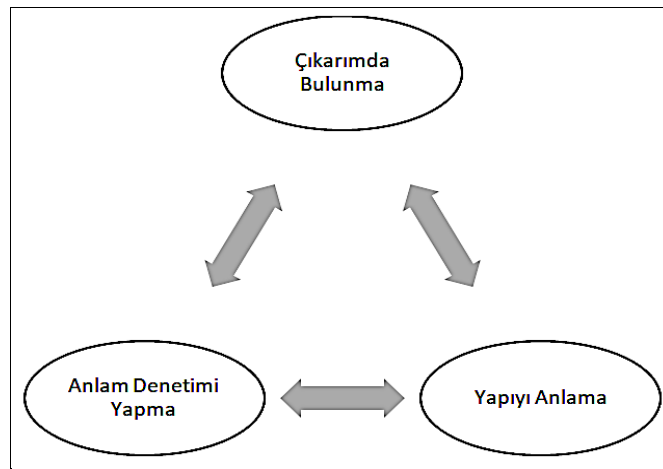 Çıkarımda
Bulunma
Anlam Denetimi
Yapma
Yapıyı Anlama